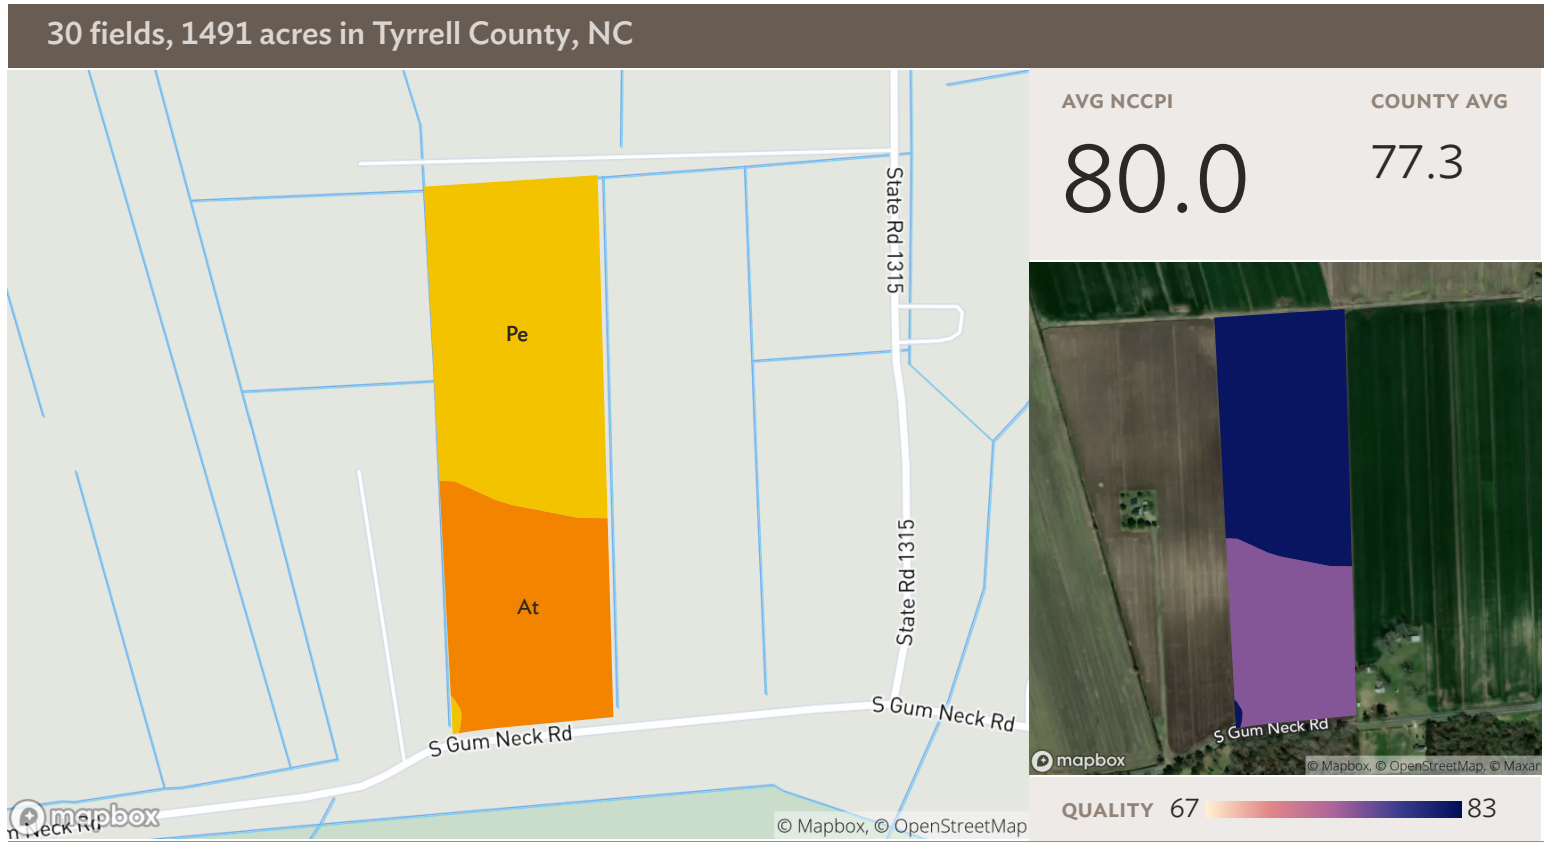 30 fields, 1491 acres in Tyrrell County, NC
AVG NCCPI
COUNTY AVG
80.0
77.3
State Rd 1315
Pe
At
State Rd 1315
S Gum Neck Rd
S Gum Neck Rd
m Neck Rd
mapbox
© Mapbox, © OpenStreetMap
S Gum Neck Rd
mapbox
© Mapbox, © OpenStreetMap, © Maxar
QUALITY 67 83